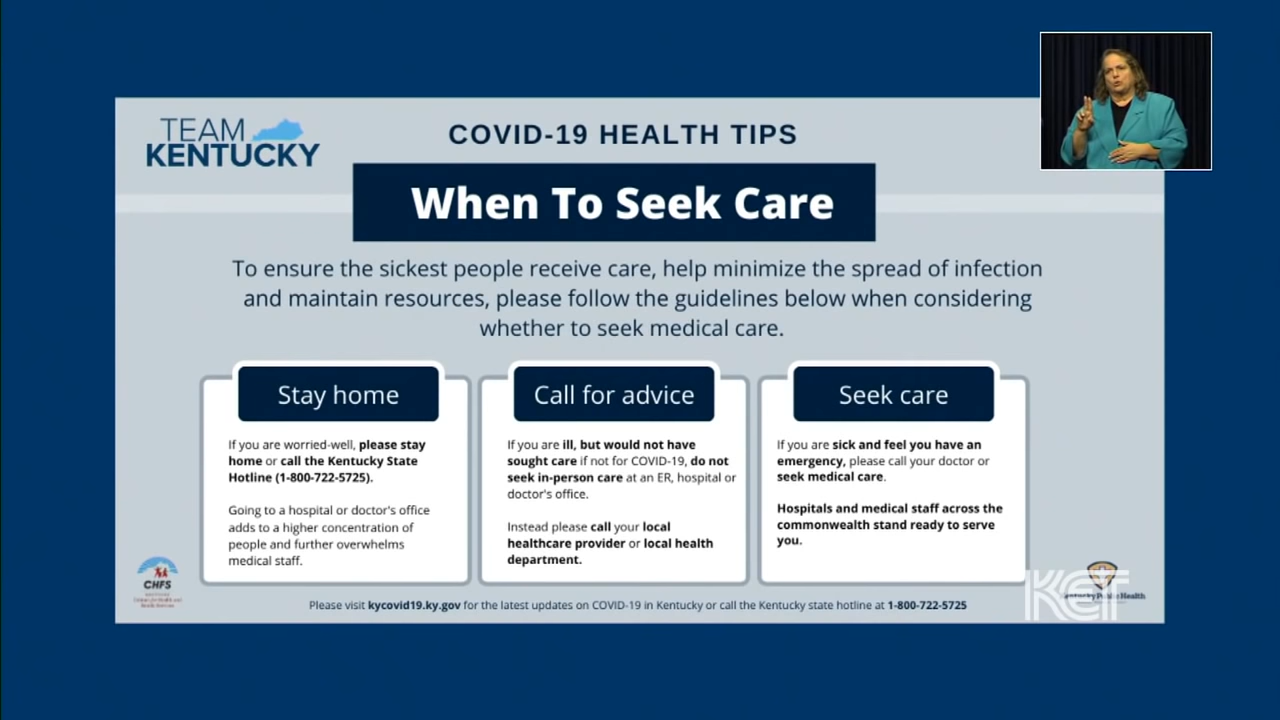 TEAM
KENTUCKY
COVID-19 HEALTH TIPS
When To Seek Care
To ensure the sickest people receive care, help minimize the spread of infection
and maintain resources, please follow the guidelines below when considering
whether to seek medical care.
Stay home
If you are worried-well, please stay
home or call the Kentucky State
Hotline (1-800-722-5725).
Going to a hospital or doctor's office
adds to a higher concentration of
people and further overwhelms
medical staff.
Call for advice
If you are ill, but would not have
sought care if not for COVID-19, do not
seek in-person care at an ER, hospital or
doctor's office.
Instead please call your local
healthcare provider or local health
department.
Seek care
If you are sick and feel you have an
emergency, please call your doctor or
seek medical care.
Hospitals and medical staff across the
commonwealth stand ready to serve
you.
CHFS
KET
Kentucky Public Health
Please visit kycovid19.ky.gov for the latest updates on COVID-19 in Kentucky or call the Kentucky state hotline at 1-800-722-5725